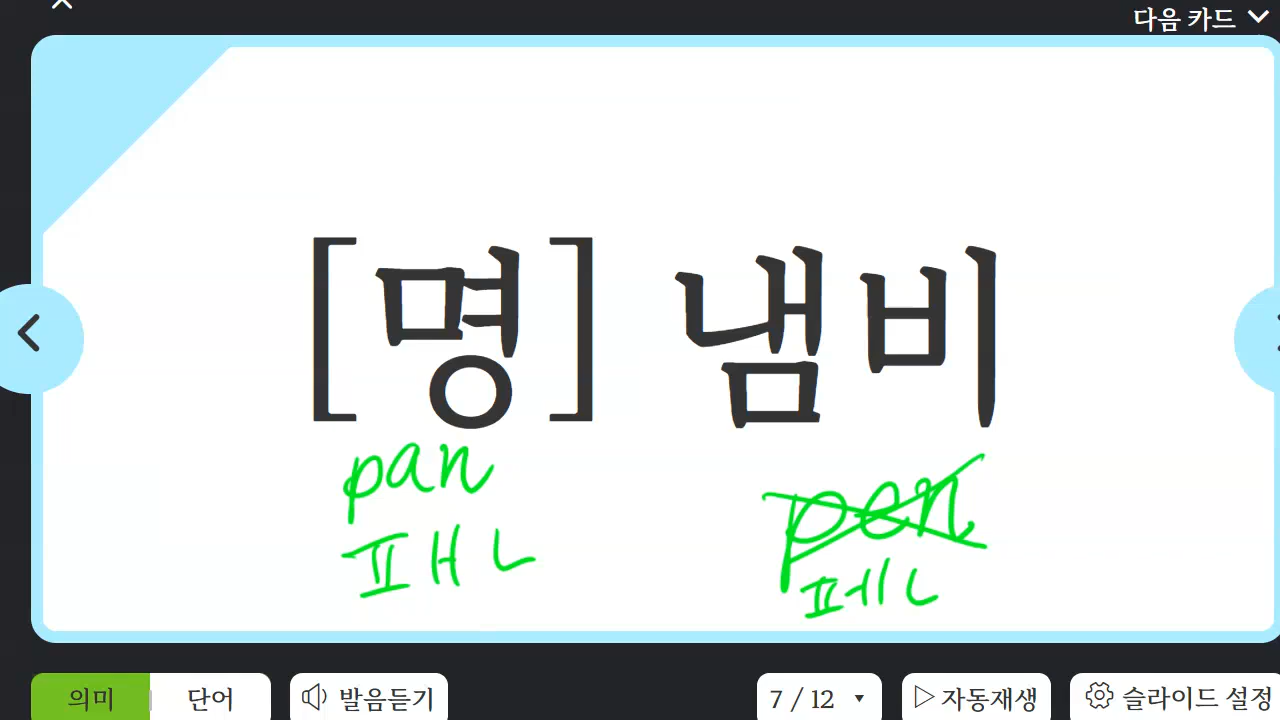 다음 카드
[명] 냄비
pan
pen
ㅍㅐㄴ
ㅍㅔㄴ
의미
단어
발음듣기
7 / 12
자동재생
슬라이드 설정